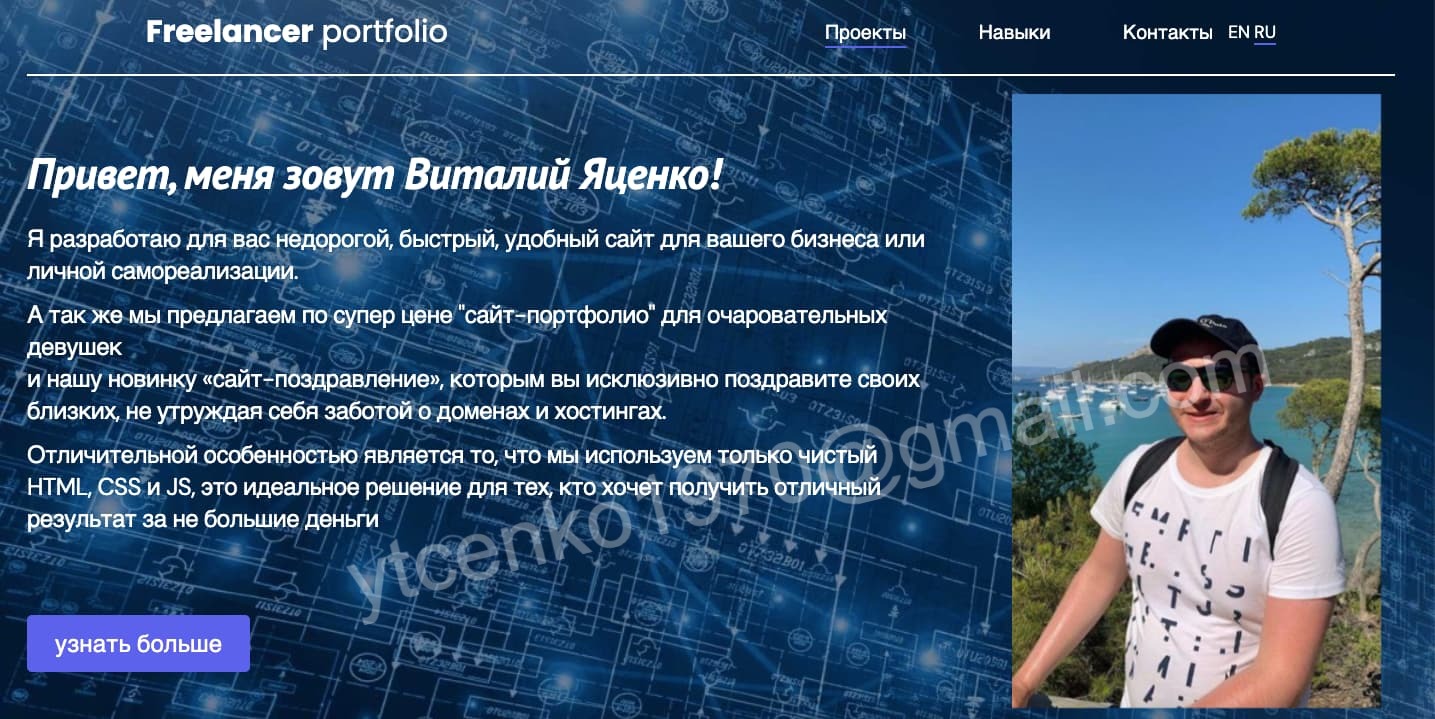 Freelancer portfolio
Проекты Навыки Контакты EN RU
Привет, меня зовут Виталий Яценко!
Я разработаю для вас недорогой, быстрый, удобный сайт для вашего бизнеса или
личной самореализации.
А так же мы предлагаем по супер цене "сайт-портфолио" для очаровательных
девушек
и нашу новинку «сайт-поздравление», которым вы исклюзивно поздравите своих
близких, не утруждая себя заботой о доменах и хостингах.
Отличительной особенностью является то, что мы используем только чистый
HTML, CSS и JS, это идеальное решение для тех, кто хочет получить отличный
результат за не большие деньги
узнать больше